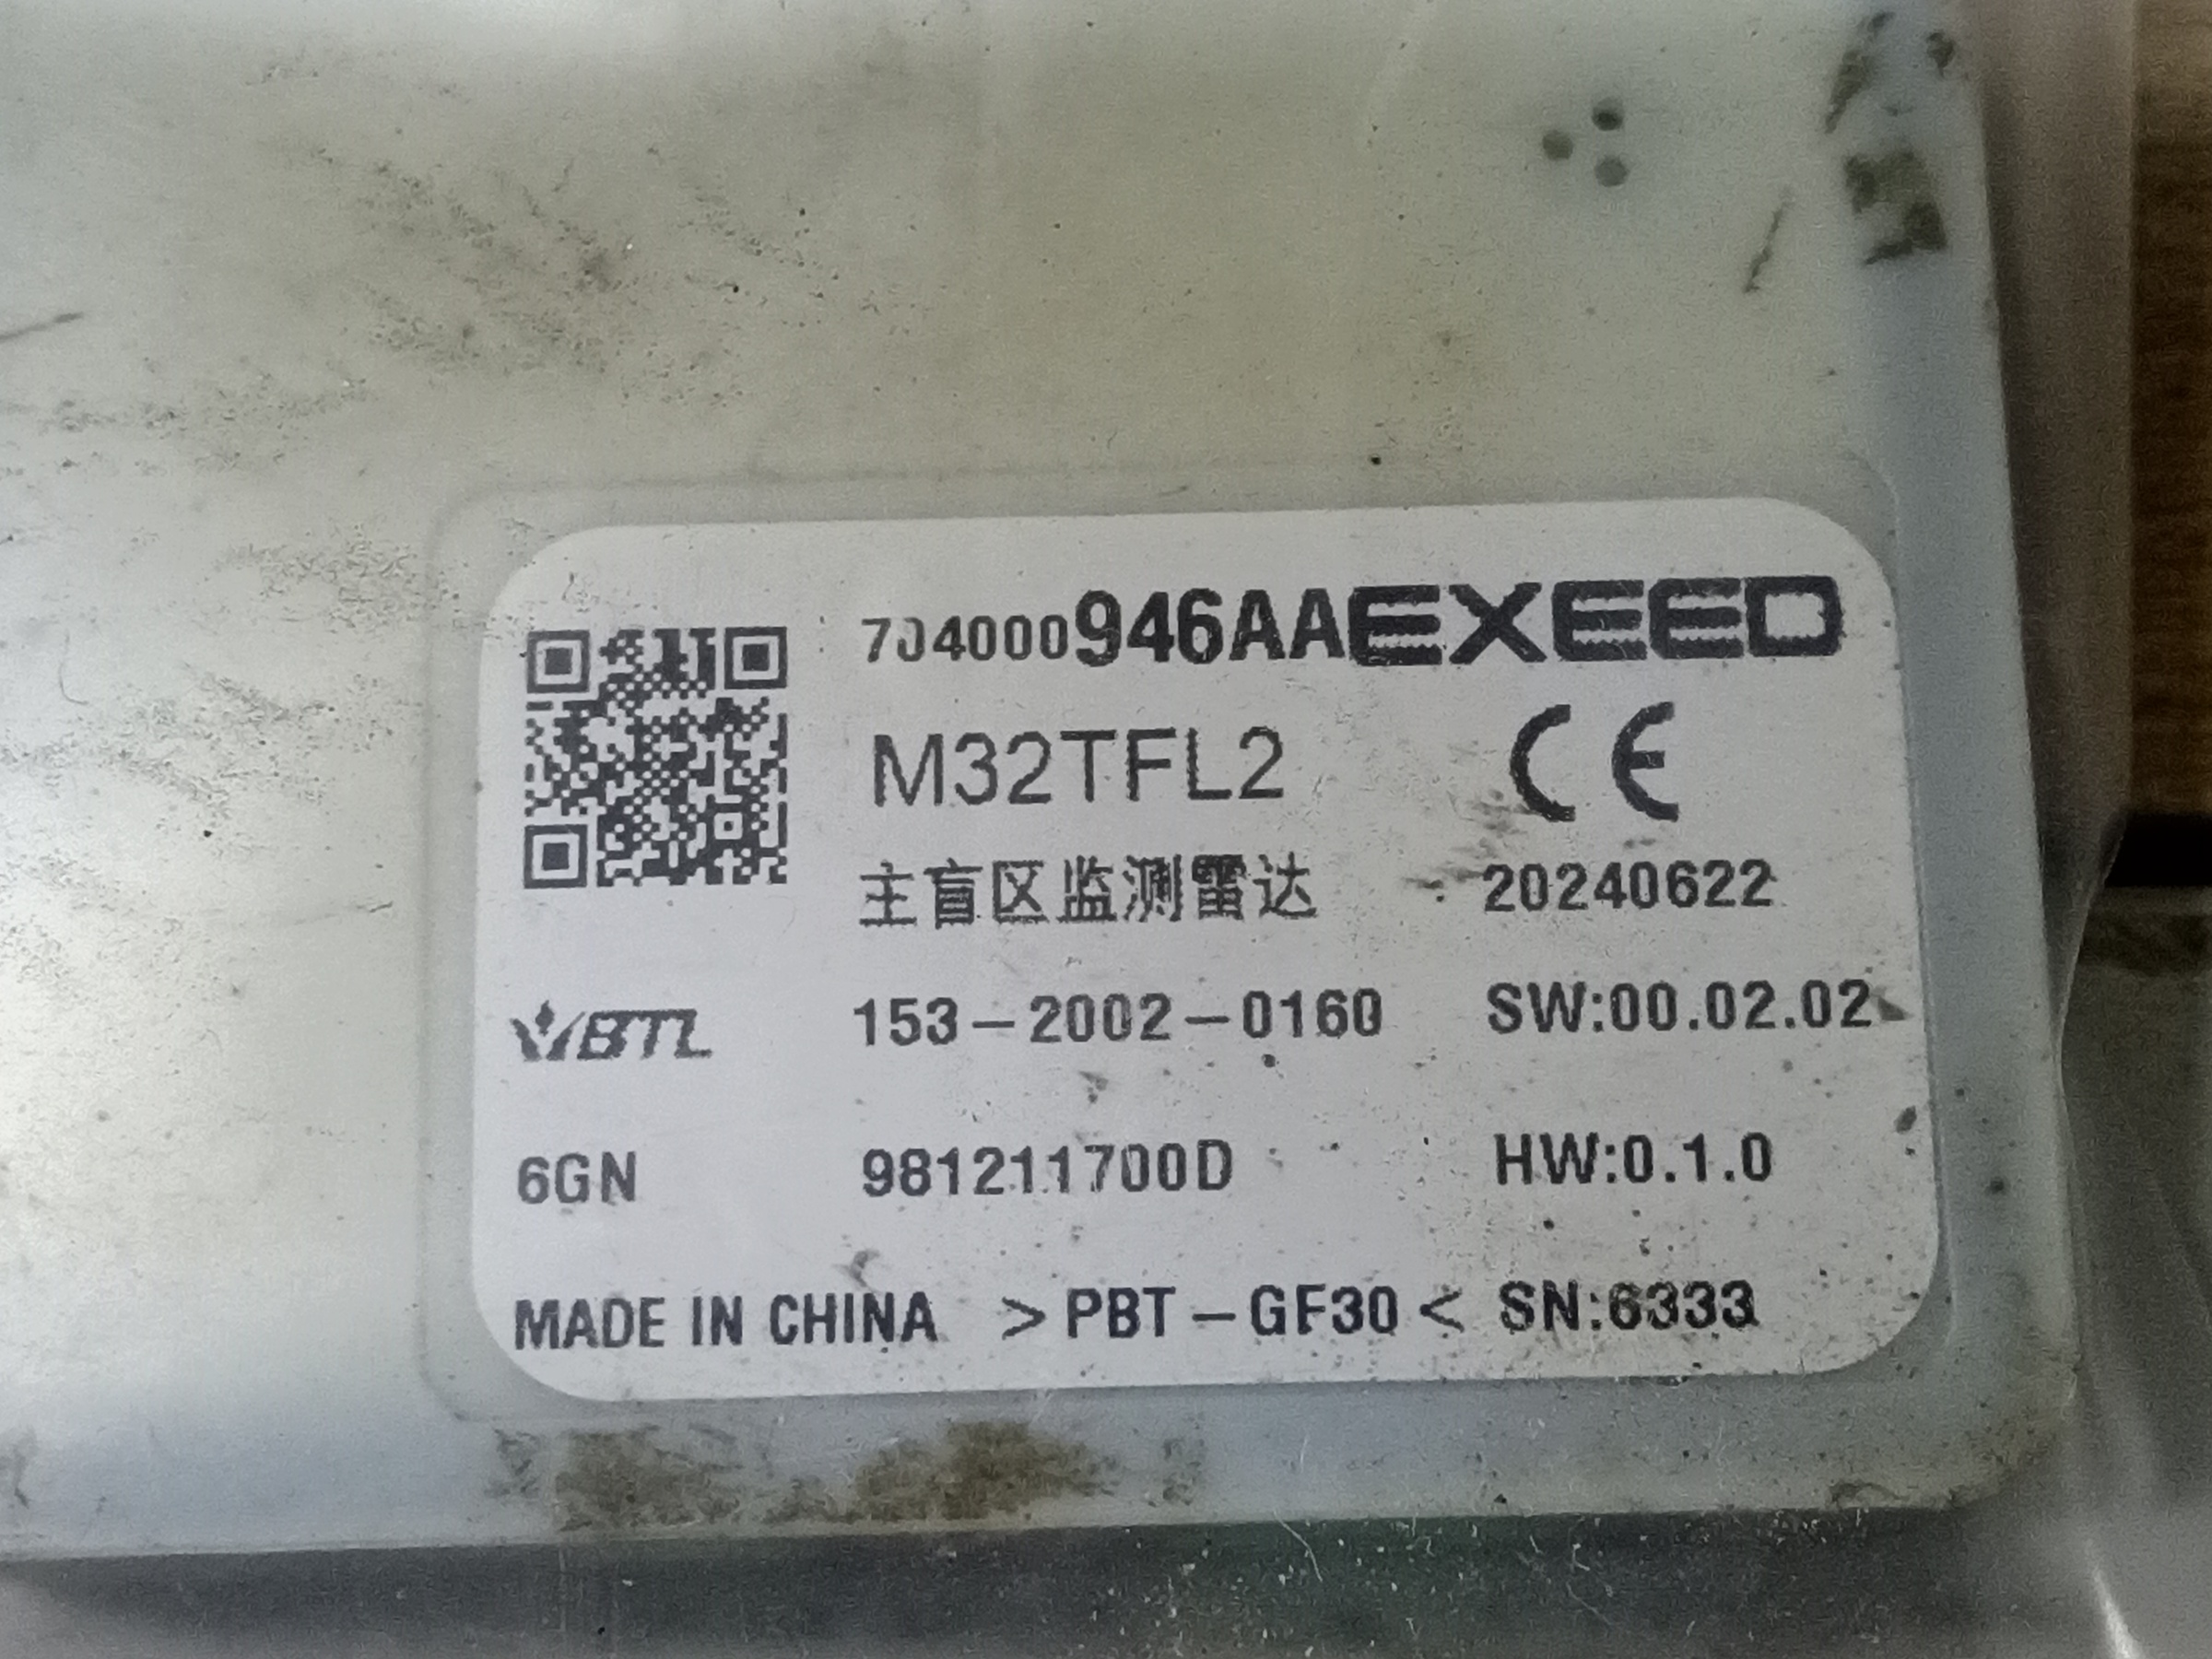 704000946AA EXEED
M32TFL2 CE
主盲区监测雷达 20240622
BTL 153-2002-0160 SW:00.02.02
6GN 981211700D HW:0.1.0
MADE IN CHINA >PBT-GF30< SN:6333